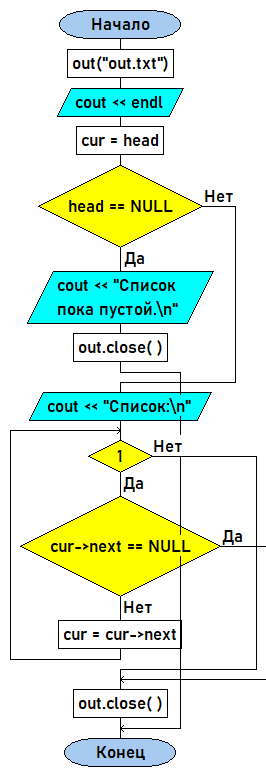 Начало
out("out.txt")
cout << endl
cur = head
head == NULL
Нет
Да
cout << "Список
пока пустой.\n"
out.close( )
cout << "Список:\n"
1
Нет
Да
cur->next == NULL
Да
Нет
cur = cur->next
out.close( )
Конец